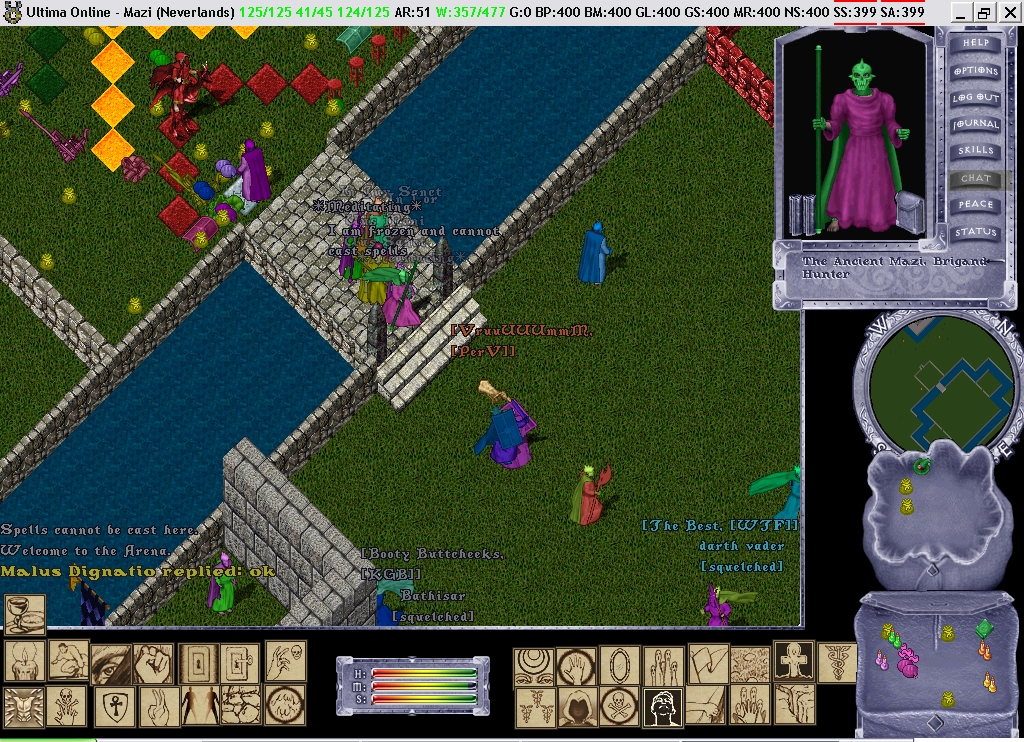 Ultima Online - Mazi (Neverlands) 125/125 41/45 124/125 AR:51 W:357/477 G:0 BP:400 BM:400 GL:400 GS:400 MR:400 NS:400 SS:399 SA:399
HELP
OPTIONS
LOG OUT
JOURNAL
SKILLS
CHAT
PEACE
STATUS
The Ancient Mazi, Brigand Hunter
*Meditating*
I am frozen and cannot
cast spells.
[VruuUUUmmM,
[PerV]]
[The Best, [WTF]]
darth vader
[squelched]
Spells cannot be cast here.
Welcome to the Arena.
Malus Dignatio replied: ok
[Booty Buttcheeks,
[KGB]]
Bathisar
[squelched]
W
N
E
H:
M:
S: